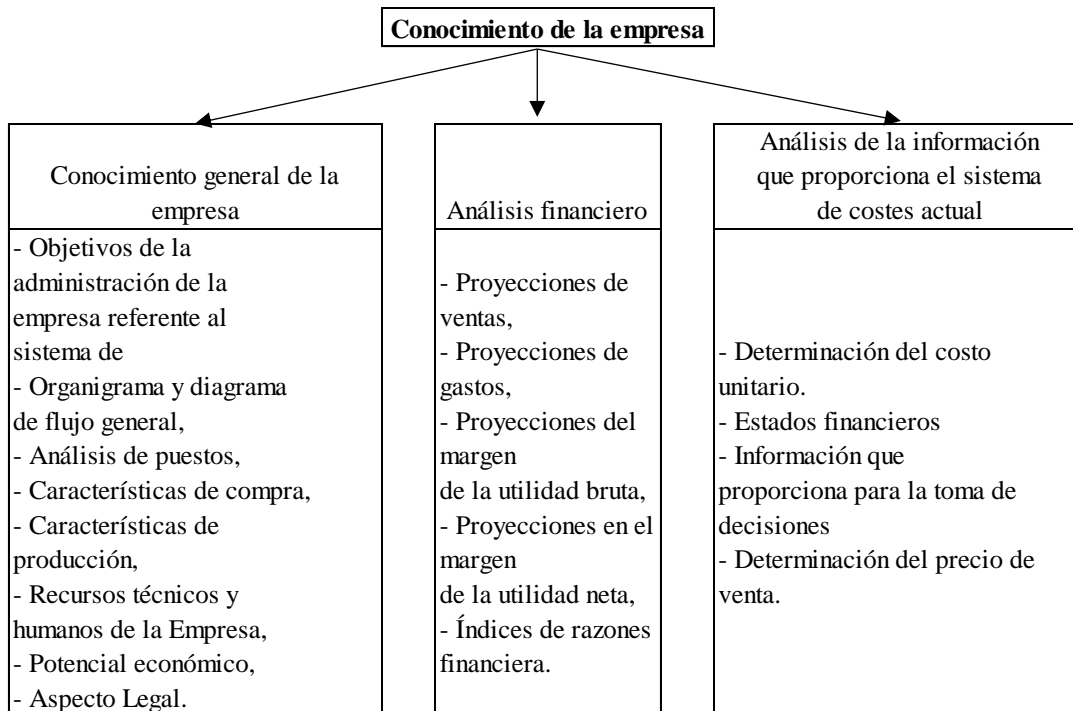 Conocimiento de la empresa
Conocimiento general de la
empresa
- Objetivos de la
administración de la
empresa referente al
sistema de
- Organigrama y diagrama
de flujo general,
- Análisis de puestos,
- Características de compra,
- Características de
producción,
- Recursos técnicos y
humanos de la Empresa,
- Potencial económico,
- Aspecto Legal.
Análisis financiero
- Proyecciones de
ventas,
- Proyecciones de
gastos,
- Proyecciones del
margen
de la utilidad bruta,
- Proyecciones en el
margen
de la utilidad neta,
- Índices de razones
financiera.
Análisis de la información
que proporciona el sistema
de costes actual
- Determinación del costo
unitario.
- Estados financieros
- Información que
proporciona para la toma de
decisiones
- Determinación del precio de
venta.